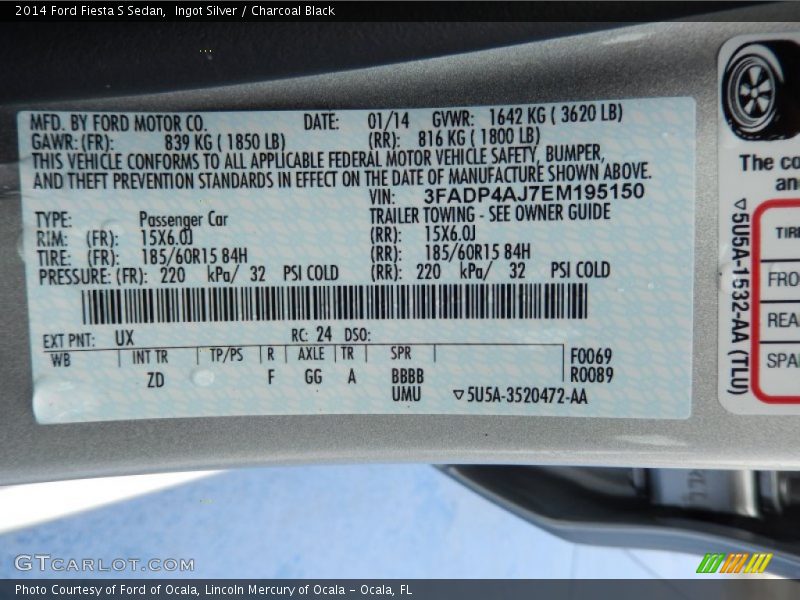 2014 Ford Fiesta S Sedan,  Ingot Silver / Charcoal Black
MFD. BY FORD MOTOR CO. DATE: 01/14 GVWR: 1642 KG ( 3620 LB)
GAWR: (FR): 839 KG ( 1850 LB) (RR): 816 KG ( 1800 LB)
THIS VEHICLE CONFORMS TO ALL APPLICABLE FEDERAL MOTOR VEHICLE SAFETY, BUMPER,
AND THEFT PREVENTION STANDARDS IN EFFECT ON THE DATE OF MANUFACTURE SHOWN ABOVE.
VIN: 3FADP4AJ7EM195150
TYPE: Passenger Car TRAILER TOWING - SEE OWNER GUIDE
RIM: (FR): 15X6.0J (RR): 15X6.0J
TIRE: (FR): 185/60R15 84H (RR): 185/60R15 84H
PRESSURE: (FR): 220 kPa/ 32 PSI COLD (RR): 220 kPa/ 32 PSI COLD
EXT PNT: UX RC: 24 DSO:
WB INT TR TP/PS R AXLE TR SPR F0069
ZD F GG A BBBB R0089
UMU ▽5U5A-3520472-AA
The co
an
▽5U5A-1532-AA (TLU)
TIRE
FRO
REA
SPA
GTCARLOT.COM
Photo Courtesy of Ford of Ocala, Lincoln Mercury of Ocala - Ocala, FL